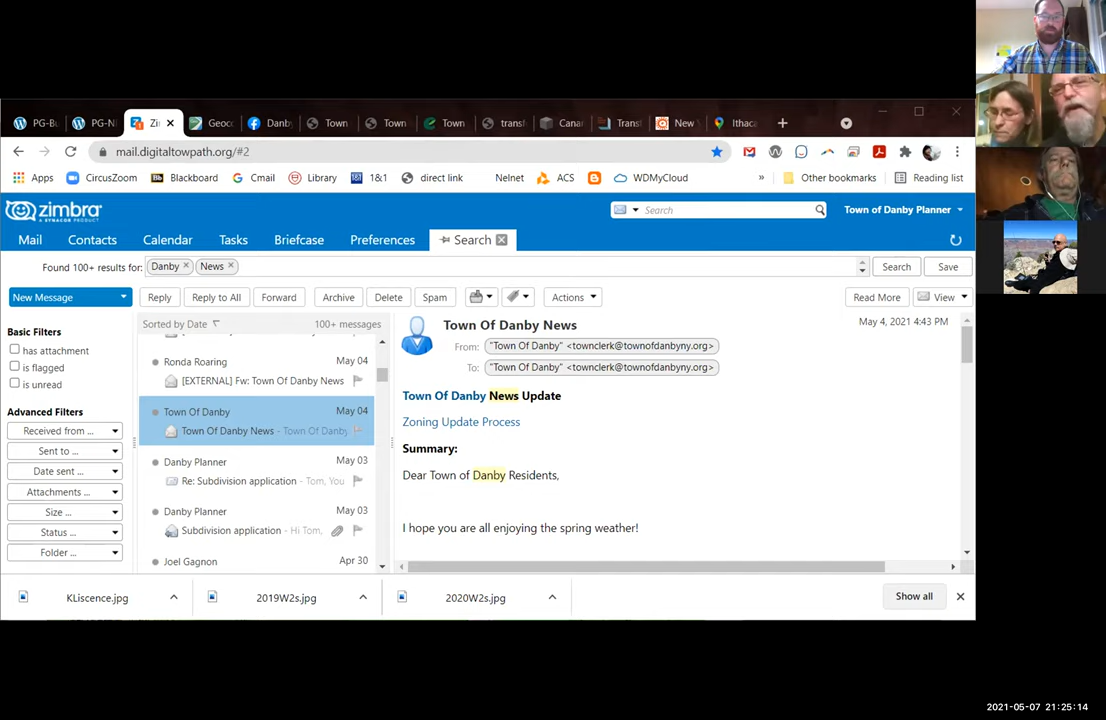 PG-Bu
PG-N
Zi
Geoc
Danb
Town
Town
Town
transf
Canar
Transf
New
Ithaca
mail.digitaltowpath.org/#2
Apps
CircusZoom
Bb
Blackboard
Gmail
Library
1&1
direct link
Nelnet
ACS
WDMyCloud
»
Other bookmarks
Reading list
zimbra
A SYNACOR PRODUCT
Search
Town of Danby Planner
Mail
Contacts
Calendar
Tasks
Briefcase
Preferences
Search
Found 100+ results for:
Danby
News
Search
Save
New Message
Reply
Reply to All
Forward
Archive
Delete
Spam
Actions
Read More
View
Basic Filters
has attachment
is flagged
is unread
Advanced Filters
Received from ...
Sent to ...
Date sent ...
Attachments ...
Size ...
Status ...
Folder ...
Sorted by Date
100+ messages
Ronda Roaring May 04
[EXTERNAL] Fw: Town Of Danby News
Town Of Danby May 04
Town Of Danby News - Town Of Danby
Danby Planner May 03
Re: Subdivision application - Tom, You
Danby Planner May 03
Subdivision application - Hi Tom,
Joel Gagnon Apr 30
Town Of Danby News
May 4, 2021 4:43 PM
From: "Town Of Danby" <townclerk@townofdanbyny.org>
To: "Town Of Danby" <townclerk@townofdanbyny.org>
Town Of Danby News Update
Zoning Update Process
Summary:
Dear Town of Danby Residents,
I hope you are all enjoying the spring weather!
KLiscence.jpg
2019W2s.jpg
2020W2s.jpg
Show all
2021-05-07 21:25:14